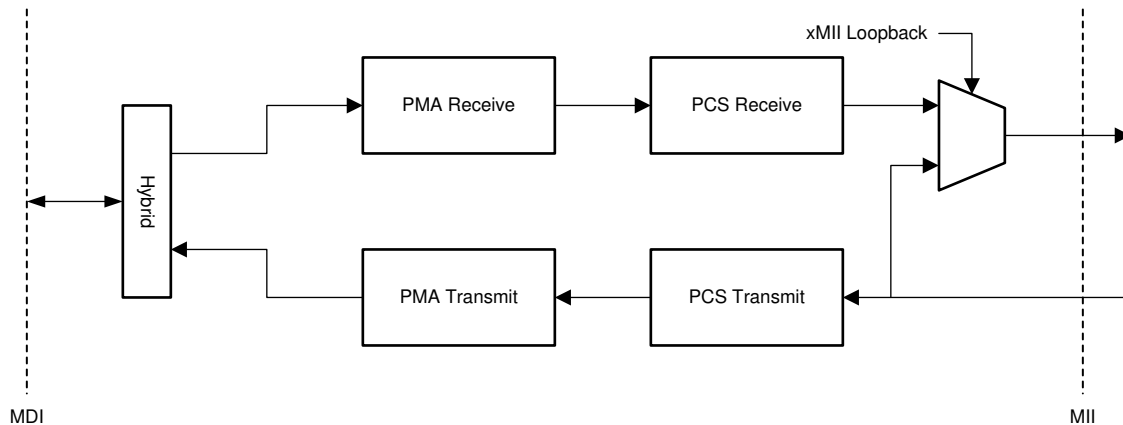 xMII Loopback
PMA Receive
PCS Receive
Hybrid
PMA Transmit
PCS Transmit
MDI
MII